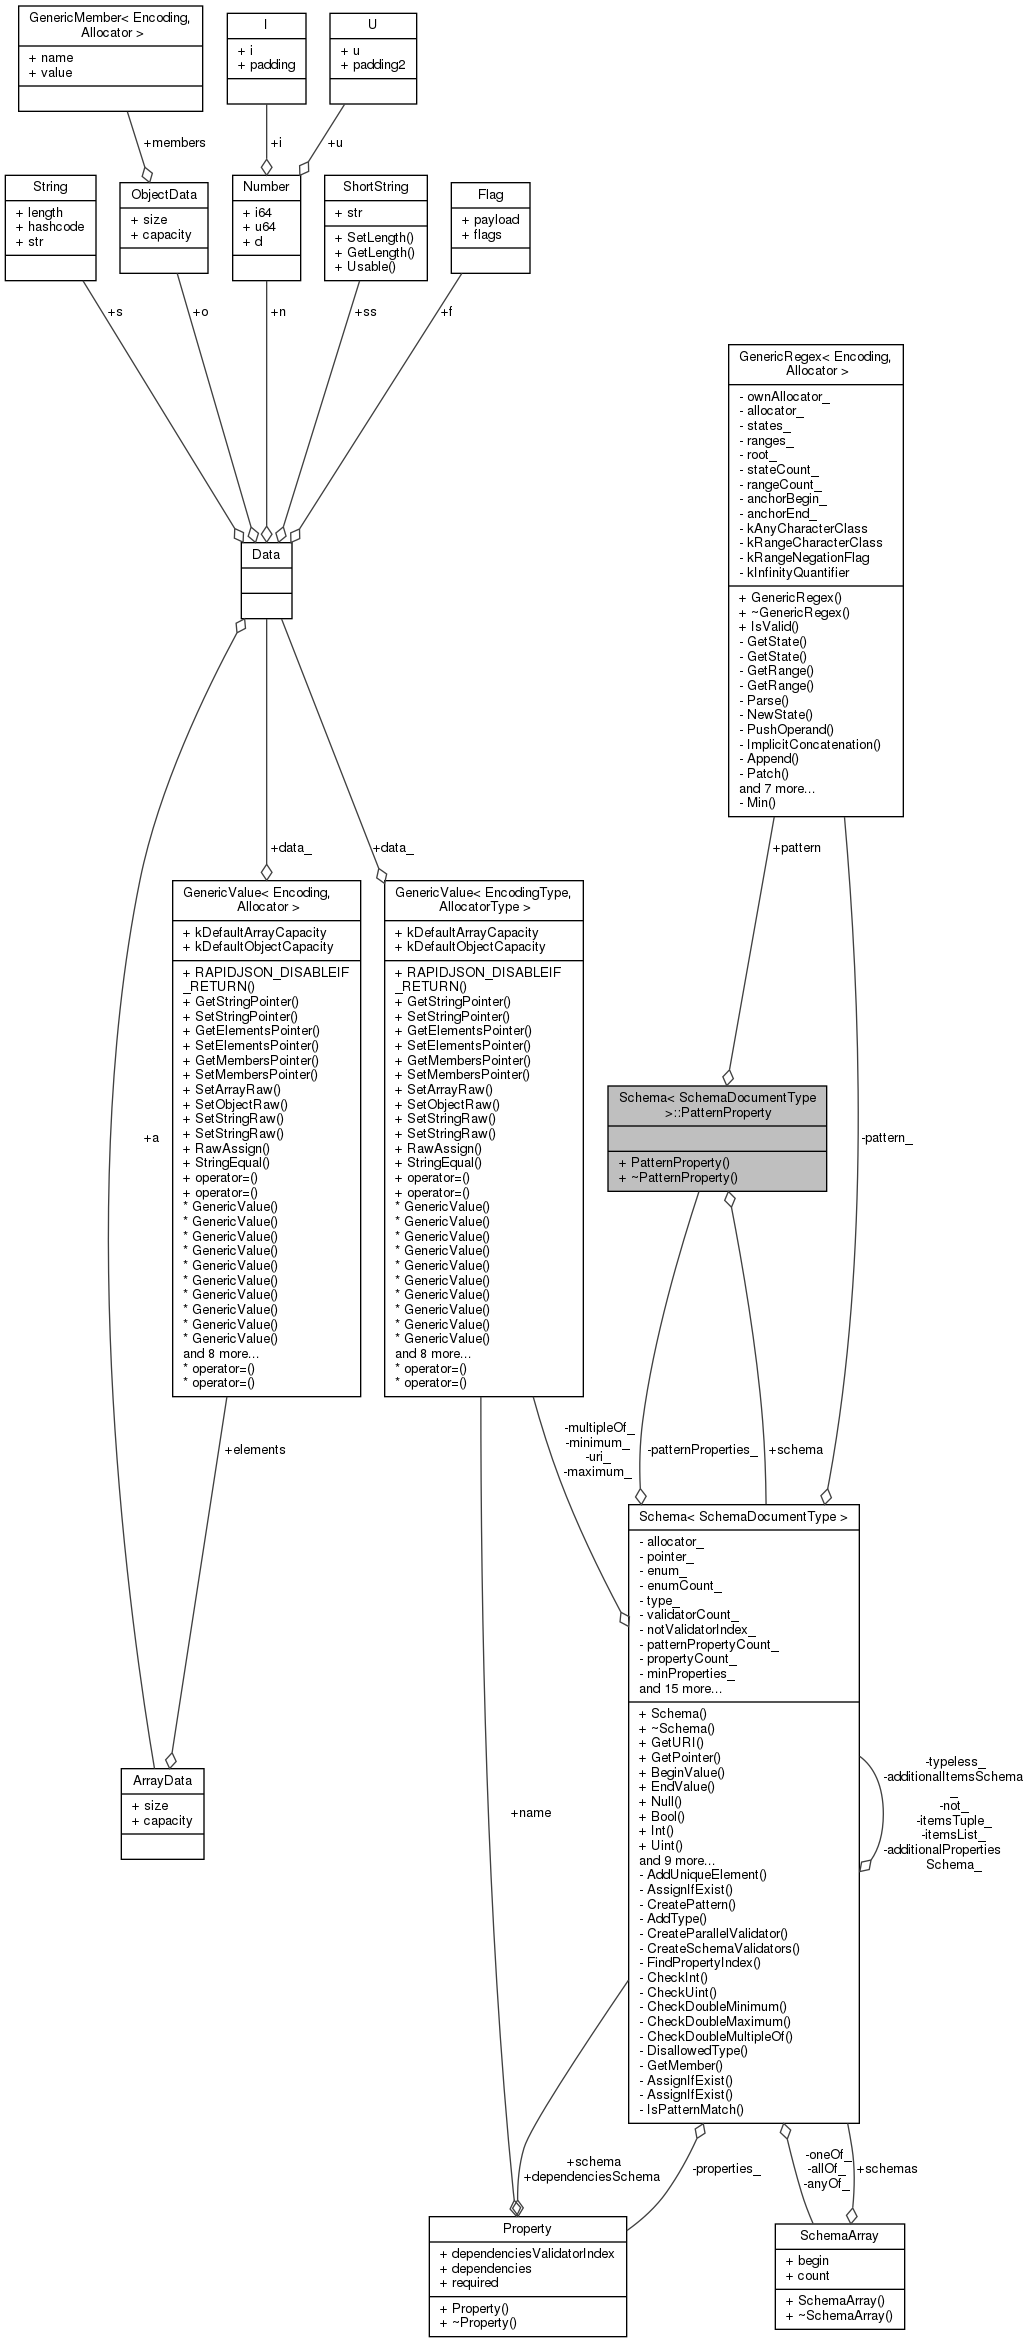 GenericMember< Encoding,
Allocator >
+ name
+ value
I
+ i
+ padding
U
+ u
+ padding2
+members
+i
+u
String
+ length
+ hashcode
+ str
ObjectData
+ size
+ capacity
Number
+ i64
+ u64
+ d
ShortString
+ str
+ SetLength()
+ GetLength()
+ Usable()
Flag
+ payload
+ flags
+s
+o
+n
+ss
+f
GenericRegex< Encoding,
Allocator >
- ownAllocator_
- allocator_
- states_
- ranges_
- root_
- stateCount_
- rangeCount_
- anchorBegin_
- anchorEnd_
- kAnyCharacterClass
- kRangeCharacterClass
- kRangeNegationFlag
- kInfinityQuantifier
+ GenericRegex()
+ ~GenericRegex()
+ IsValid()
- GetState()
- GetState()
- GetRange()
- GetRange()
- Parse()
- NewState()
- PushOperand()
- ImplicitConcatenation()
- Append()
- Patch()
and 7 more...
- Min()
Data
+data_
+data_
+pattern
GenericValue< Encoding,
Allocator >
+ kDefaultArrayCapacity
+ kDefaultObjectCapacity
+ RAPIDJSON_DISABLEIF
_RETURN()
+ GetStringPointer()
+ SetStringPointer()
+ GetElementsPointer()
+ SetElementsPointer()
+ GetMembersPointer()
+ SetMembersPointer()
+ SetArrayRaw()
+ SetObjectRaw()
+ SetStringRaw()
+ SetStringRaw()
+ RawAssign()
+ StringEqual()
+ operator=()
+ operator=()
* GenericValue()
* GenericValue()
* GenericValue()
* GenericValue()
* GenericValue()
* GenericValue()
* GenericValue()
* GenericValue()
* GenericValue()
* GenericValue()
and 8 more...
* operator=()
* operator=()
GenericValue< EncodingType,
AllocatorType >
+ kDefaultArrayCapacity
+ kDefaultObjectCapacity
+ RAPIDJSON_DISABLEIF
_RETURN()
+ GetStringPointer()
+ SetStringPointer()
+ GetElementsPointer()
+ SetElementsPointer()
+ GetMembersPointer()
+ SetMembersPointer()
+ SetArrayRaw()
+ SetObjectRaw()
+ SetStringRaw()
+ SetStringRaw()
+ RawAssign()
+ StringEqual()
+ operator=()
+ operator=()
* GenericValue()
* GenericValue()
* GenericValue()
* GenericValue()
* GenericValue()
* GenericValue()
* GenericValue()
* GenericValue()
* GenericValue()
* GenericValue()
and 8 more...
* operator=()
* operator=()
Schema< SchemaDocumentType
>::PatternProperty
+ PatternProperty()
+ ~PatternProperty()
+a
-pattern_
+elements
-multipleOf_
-minimum_
-uri_
-maximum_
-patternProperties_
+schema
Schema< SchemaDocumentType >
- allocator_
- pointer_
- enum_
- enumCount_
- type_
- validatorCount_
- notValidatorIndex_
- patternPropertyCount_
- propertyCount_
- minProperties_
and 15 more...
+ Schema()
+ ~Schema()
+ GetURI()
+ GetPointer()
+ BeginValue()
+ EndValue()
+ Null()
+ Bool()
+ Int()
+ Uint()
and 9 more...
- AddUniqueElement()
- AssignIfExist()
- CreatePattern()
- AddType()
- CreateParallelValidator()
- CreateSchemaValidators()
- FindPropertyIndex()
- CheckInt()
- CheckUint()
- CheckDoubleMinimum()
- CheckDoubleMaximum()
- CheckDoubleMultipleOf()
- DisallowedType()
- GetMember()
- AssignIfExist()
- AssignIfExist()
- IsPatternMatch()
-typeless_
-additionalItemsSchema
_
-not_
-itemsTuple_
-itemsList_
-additionalProperties
Schema_
ArrayData
+ size
+ capacity
+name
+schema
+dependenciesSchema
-properties_
-oneOf_
-allOf_
-anyOf_
+schemas
Property
+ dependenciesValidatorIndex
+ dependencies
+ required
+ Property()
+ ~Property()
SchemaArray
+ begin
+ count
+ SchemaArray()
+ ~SchemaArray()